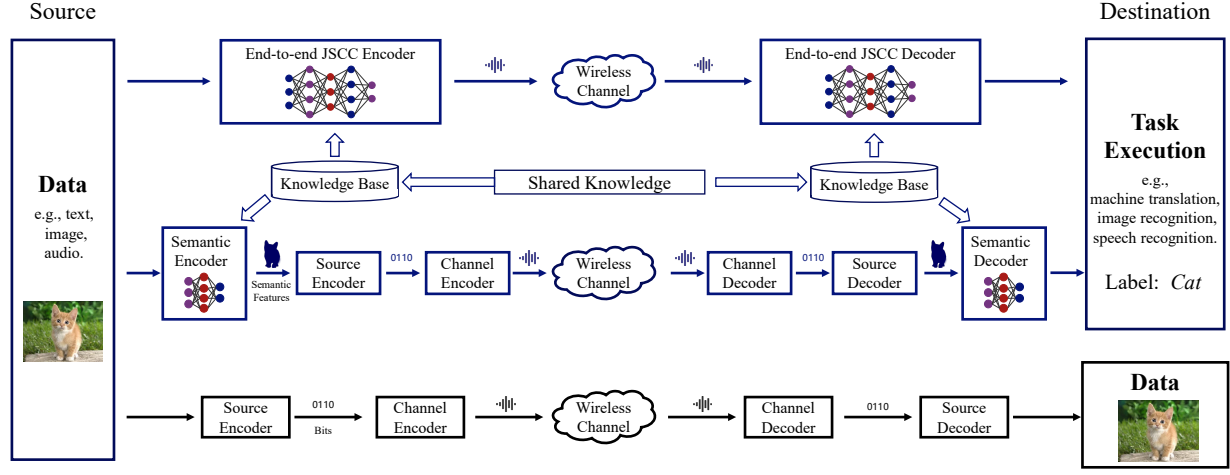 Source
Destination
End-to-end JSCC Encoder
Wireless
Channel
End-to-end JSCC Decoder
Data
e.g., text,
image,
audio.
Knowledge Base
Shared Knowledge
Knowledge Base
Task
Execution
e.g.,
machine translation,
image recognition,
speech recognition.
Label: Cat
Semantic
Encoder
Semantic
Features
Source
Encoder
0110
Channel
Encoder
Wireless
Channel
Channel
Decoder
0110
Source
Decoder
Semantic
Decoder
Source
Encoder
0110
Bits
Channel
Encoder
Wireless
Channel
Channel
Decoder
0110
Source
Decoder
Data